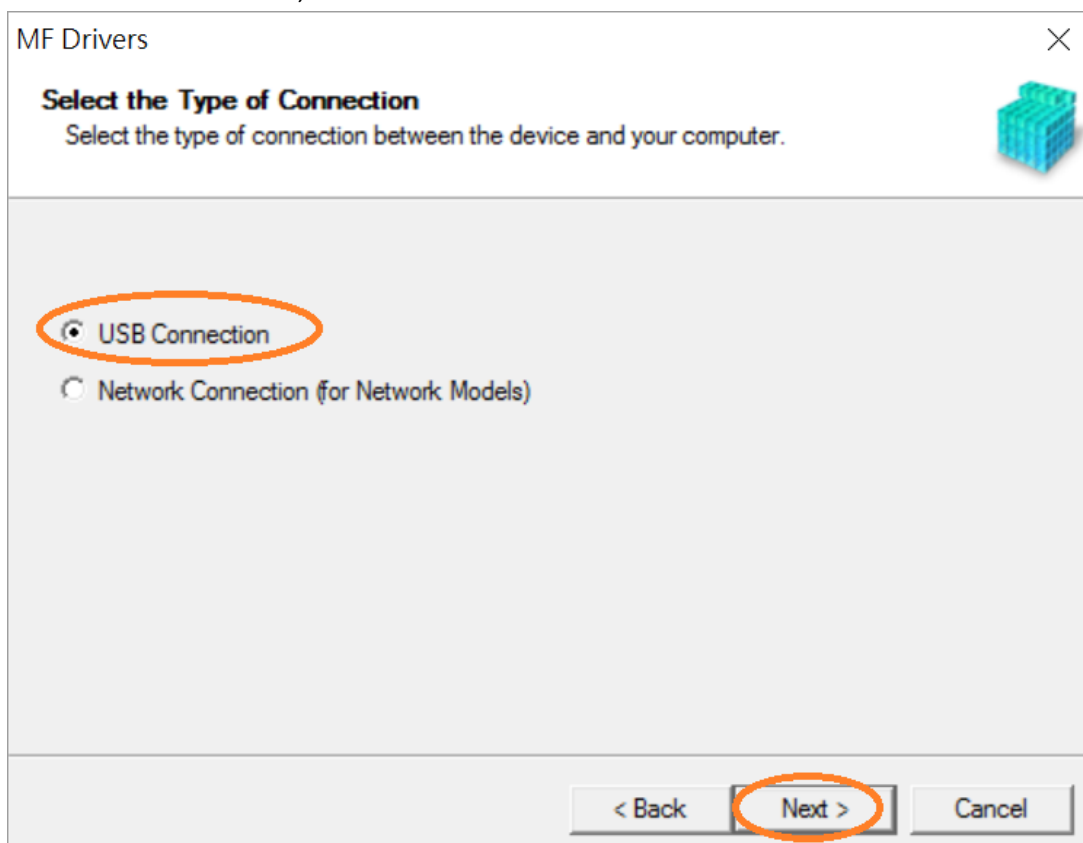 MF Drivers
Select the Type of Connection
Select the type of connection between the device and your computer.
USB Connection
Network Connection (for Network Models)
< Back Next > Cancel